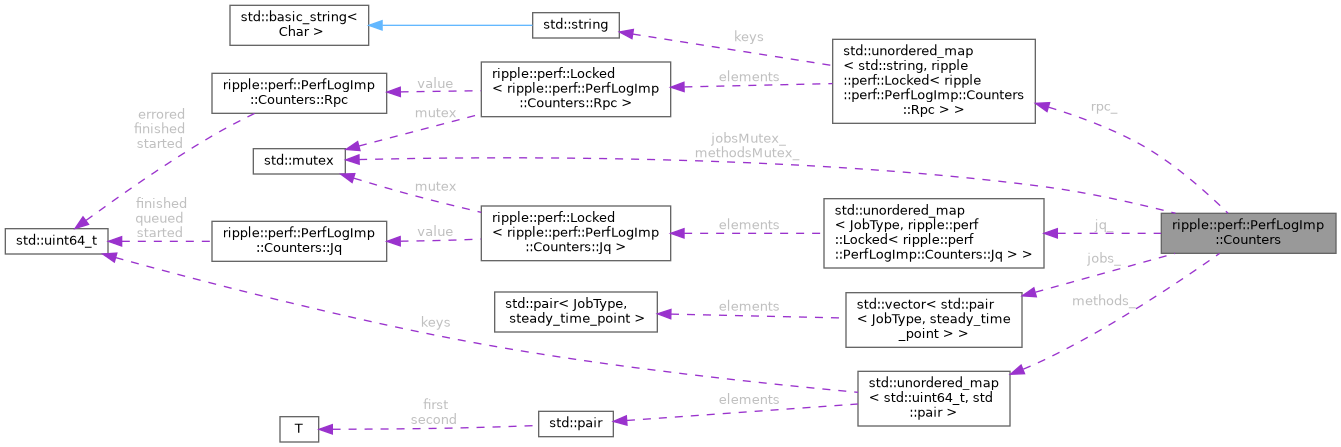 std::basic_string<
Char >
std::string
keys
std::unordered_map
< std::string, ripple
::perf::Locked< ripple
::perf::PerfLogImp::Counters
::Rpc > >
ripple::perf::PerfLogImp
::Counters::Rpc
value
ripple::perf::Locked
< ripple::perf::PerfLogImp
::Counters::Rpc >
elements
rpc_
errored
finished
started
mutex
std::mutex
jobsMutex_
methodsMutex_
mutex
finished
queued
started
std::uint64_t
ripple::perf::PerfLogImp
::Counters::Jq
value
ripple::perf::Locked
< ripple::perf::PerfLogImp
::Counters::Jq >
elements
std::unordered_map
< JobType, ripple::perf
::Locked< ripple::perf
::PerfLogImp::Counters::Jq > >
jq_
ripple::perf::PerfLogImp
::Counters
jobs_
methods_
std::pair< JobType,
steady_time_point >
elements
std::vector< std::pair
< JobType, steady_time
_point > >
keys
std::unordered_map
< std::uint64_t, std
::pair >
elements
std::pair
first
second
T